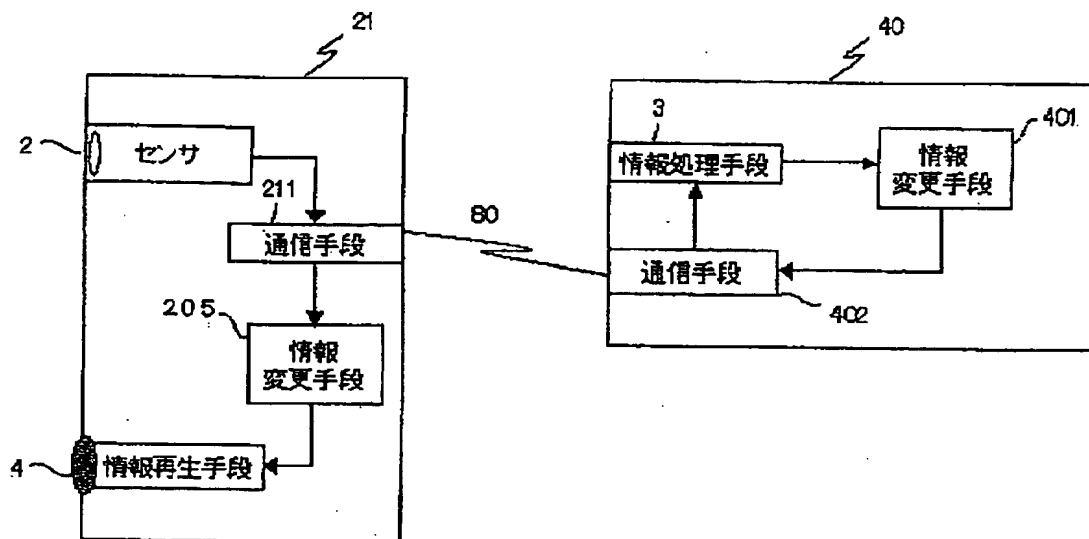 21
2
センサ
211
通信手段
205
情報
変更手段
4
情報再生手段
80
40
3
情報処理手段
401
情報
変更手段
通信手段
402